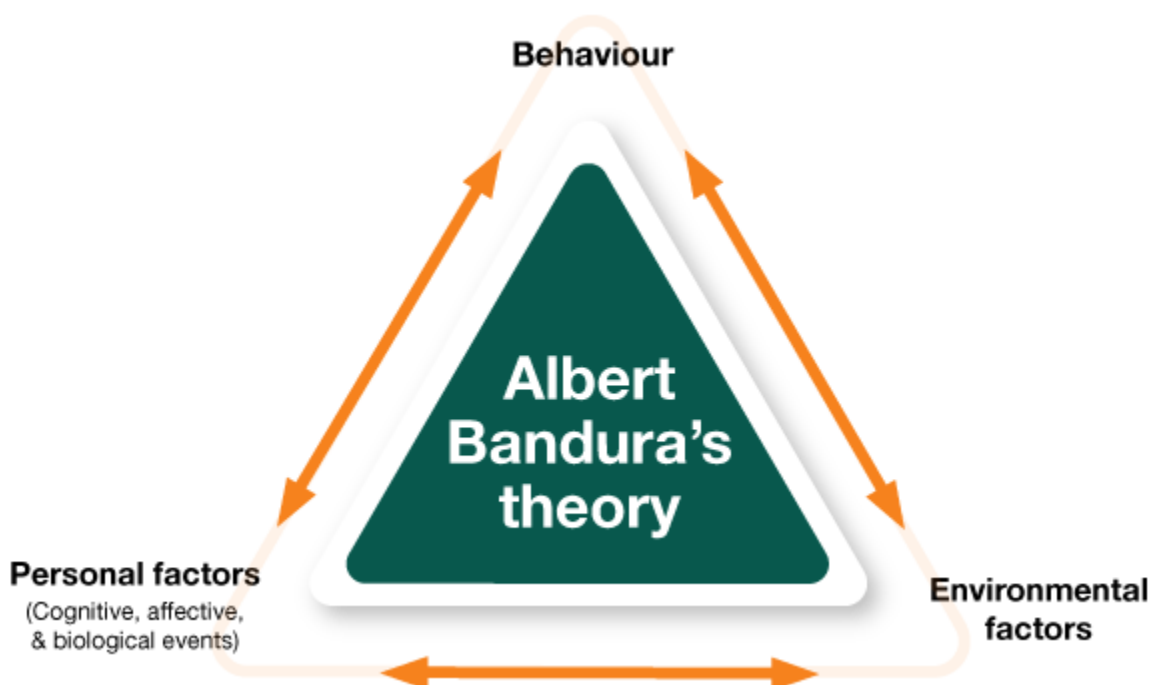 Behaviour
Albert
Bandura’s
theory
Personal factors
(Cognitive, affective,
& biological events)
Environmental
factors